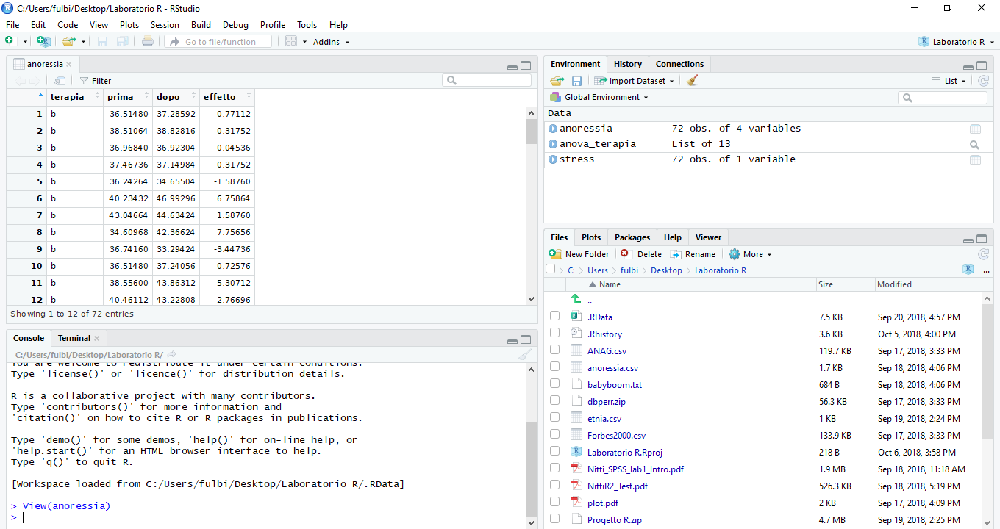 C:/Users/fulbi/Desktop/Laboratorio R - RStudio
File Edit Code View Plots Session Build Debug Profile Tools Help
Go to file/function Addins Laboratorio R
anoressia
Filter
terapia prima dopo effetto
1 b 36.51480 37.28592 0.77112
2 b 38.51064 38.82816 0.31752
3 b 36.96840 36.92304 -0.04536
4 b 37.46736 37.14984 -0.31752
5 b 36.24264 34.65504 -1.58760
6 b 40.23432 46.99296 6.75864
7 b 43.04664 44.63424 1.58760
8 b 34.60968 42.36624 7.75656
9 b 36.74160 33.29424 -3.44736
10 b 36.51480 37.24056 0.72576
11 b 38.55600 43.86312 5.30712
12 b 40.46112 43.22808 2.76696
Showing 1 to 12 of 72 entries
Console Terminal
C:/Users/fulbi/Desktop/Laboratorio R/
You are welcome to redistribute it under certain conditions.
Type 'license()' or 'licence()' for distribution details.
R is a collaborative project with many contributors.
Type 'contributors()' for more information and
'citation()' on how to cite R or R packages in publications.
Type 'demo()' for some demos, 'help()' for on-line help, or
'help.start()' for an HTML browser interface to help.
Type 'q()' to quit R.
[Workspace loaded from C:/Users/fulbi/Desktop/Laboratorio R/.RData]
> View(anoressia)
>
Environment History Connections
Import Dataset List
Global Environment
Data
anoressia 72 obs. of 4 variables
anova_terapia List of 13
stress 72 obs. of 1 variable
Files Plots Packages Help Viewer
New Folder Delete Rename More
C: Users fulbi Desktop Laboratorio R ...
Name Size Modified
..
.RData 7.5 KB Sep 20, 2018, 4:57 PM
.Rhistory 3.6 KB Oct 5, 2018, 4:00 PM
ANAG.csv 119.7 KB Sep 17, 2018, 3:33 PM
anoressia.csv 1.7 KB Sep 18, 2018, 4:06 PM
babyboom.txt 684 B Sep 18, 2018, 4:06 PM
dbperr.zip 56.3 KB Sep 17, 2018, 3:33 PM
etnia.csv 1 KB Sep 19, 2018, 2:24 PM
Forbes2000.csv 133.9 KB Sep 17, 2018, 3:33 PM
Laboratorio R.Rproj 218 B Oct 6, 2018, 3:58 PM
Nitti_SPSS_lab1_Intro.pdf 1.9 MB Sep 18, 2018, 11:18 AM
NittiR2_Test.pdf 526.3 KB Sep 18, 2018, 5:19 PM
plot.pdf 2 KB Sep 17, 2018, 4:09 PM
Progetto R.zip 4.7 MB Sep 19, 2018, 2:25 PM